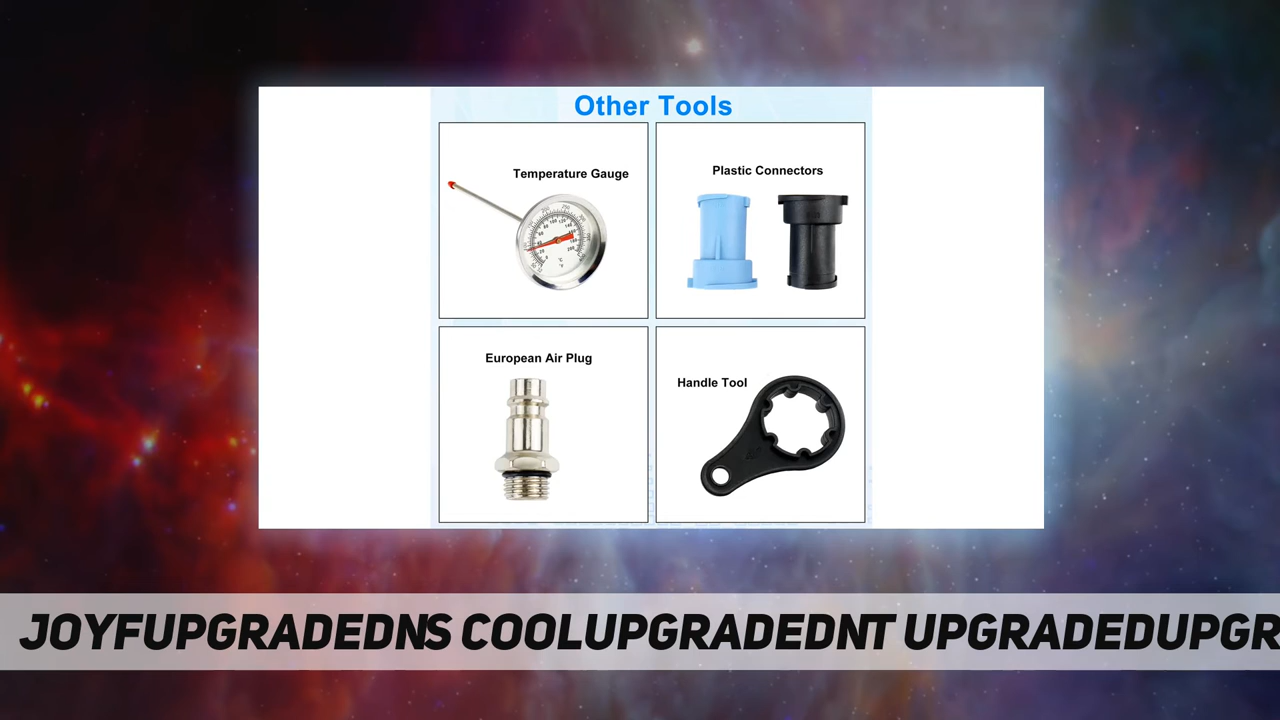 Other Tools
Temperature Gauge
Plastic Connectors
European Air Plug
Handle Tool
JOYFUPGRADEDNS COOLUPGRADEDNT UPGRADEDUPGR